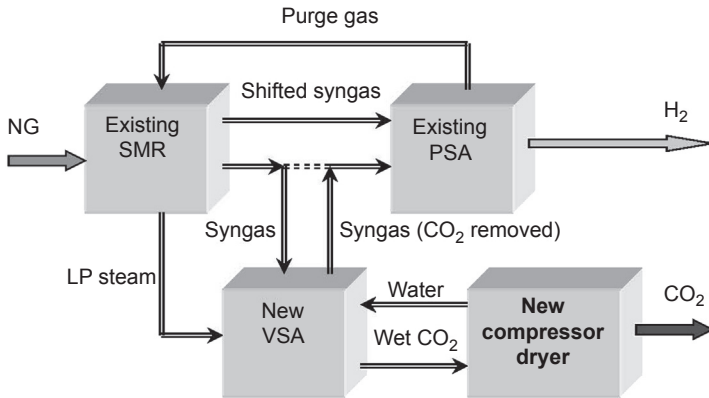 Purge gas
Shifted syngas
NG
Existing
SMR
Existing
PSA
H2
Syngas
Syngas (CO2 removed)
LP steam
New
VSA
Water
Wet CO2
New
compressor
dryer
CO2